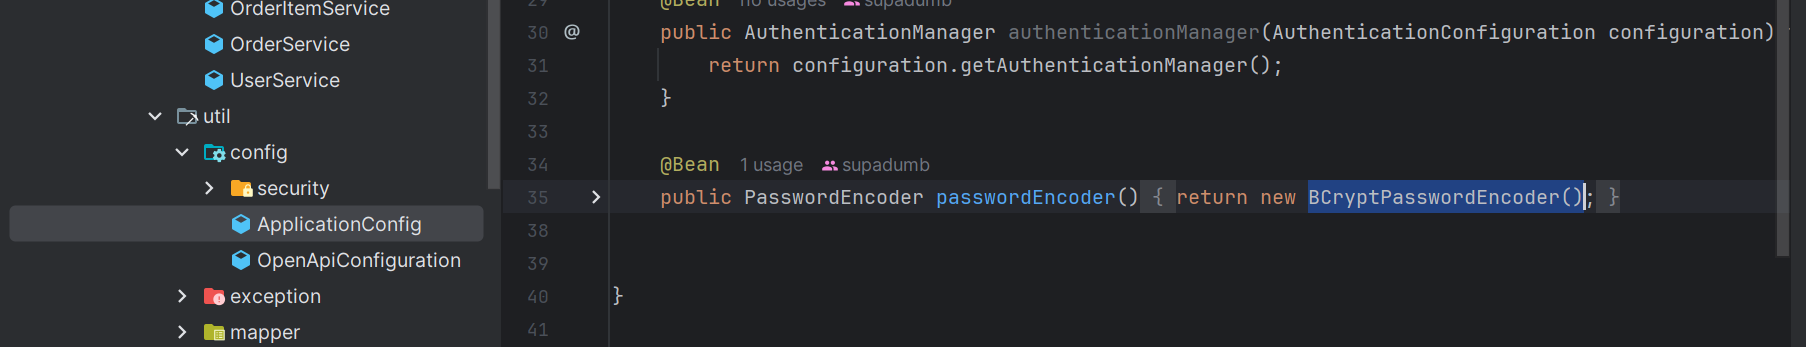 OrderItemService
OrderService
UserService
util
config
security
ApplicationConfig
OpenApiConfiguration
exception
mapper
29 @Bean no usages supadumb
30 @ public AuthenticationManager authenticationManager(AuthenticationConfiguration configuration)
31 return configuration.getAuthenticationManager();
32 }
33
34 @Bean 1 usage supadumb
35 public PasswordEncoder passwordEncoder() { return new BCryptPasswordEncoder(); }
38
39
40 }
41